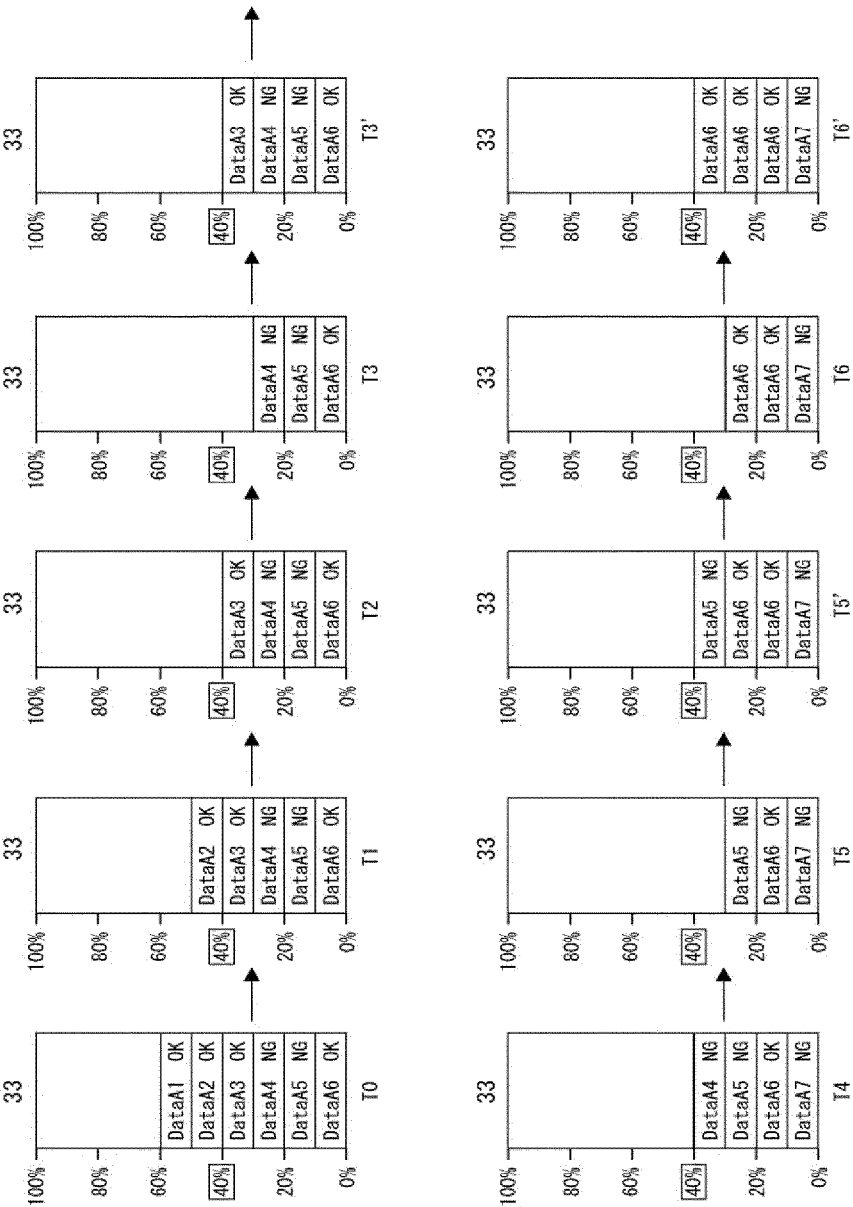 33
100%
80%
60%
40%
20%
0%
DataA1 OK
DataA2 OK
DataA3 OK
DataA4 NG
DataA5 NG
DataA6 OK
T0
33
100%
80%
60%
40%
20%
0%
DataA2 OK
DataA3 OK
DataA4 NG
DataA5 NG
DataA6 OK
T1
33
100%
80%
60%
40%
20%
0%
DataA3 OK
DataA4 NG
DataA5 NG
DataA6 OK
T2
33
100%
80%
60%
40%
20%
0%
DataA4 NG
DataA5 NG
DataA6 OK
T3
33
100%
80%
60%
40%
20%
0%
DataA3 OK
DataA4 NG
DataA5 NG
DataA6 OK
T3'
33
100%
80%
60%
40%
20%
0%
DataA4 NG
DataA5 NG
DataA6 OK
DataA7 NG
T4
33
100%
80%
60%
40%
20%
0%
DataA5 NG
DataA6 OK
DataA7 NG
T5
33
100%
80%
60%
40%
20%
0%
DataA5 NG
DataA6 OK
DataA6 OK
DataA7 NG
T5'
33
100%
80%
60%
40%
20%
0%
DataA6 OK
DataA6 OK
DataA7 NG
T6
33
100%
80%
60%
40%
20%
0%
DataA6 OK
DataA6 OK
DataA6 OK
DataA7 NG
T6'